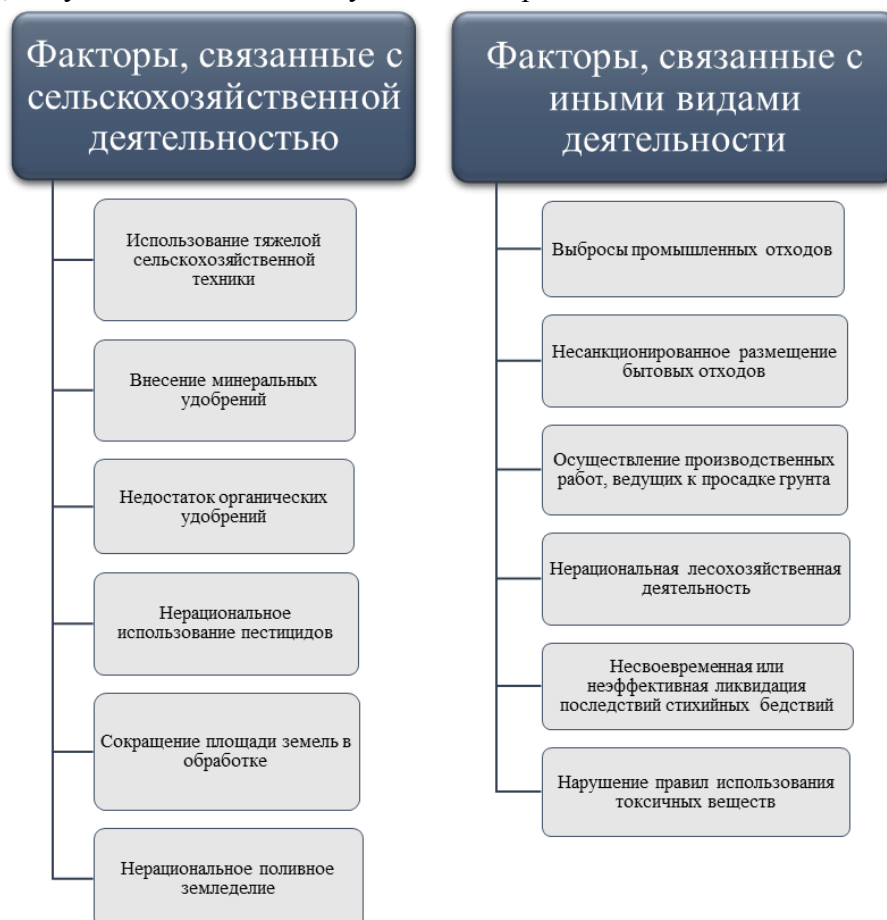 Факторы, связанные с
сельскохозяйственной
деятельностью
Использование тяжелой
сельскохозяйственной
техники
Внесение минеральных
удобрений
Недостаток органических
удобрений
Нерациональное
использование пестицидов
Сокращение площади земель в
обработке
Нерациональное поливное
земледелие
Факторы, связанные с
иными видами
деятельности
Выбросы промышленных отходов
Несанкционированное размещение
бытовых отходов
Осуществление производственных
работ, ведущих к просадке грунта
Нерациональная лесохозяйственная
деятельность
Несвоевременная или
неэффективная ликвидация
последствий стихийных бедствий
Нарушение правил использования
токсичных веществ